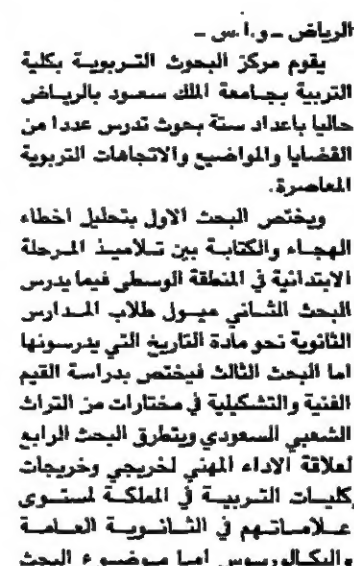 الرياض - و.ا.س -
يقوم مركز البحوث التربوية بكلية
التربية بجامعة الملك سعود بالرياض
حاليا باعداد ستة بحوث تدرس عددا من
القضايا والمواضيع والاتجاهات التربوية
المعاصرة.
ويختص البحث الاول بتحليل اخطاء
الهجاء والكتابة بين تلاميذ المرحلة
الابتدائية في المنطقة الوسطى فيما يدرس
البحث الثاني ميول طلاب المدارس
الثانوية نحو مادة التاريخ التي يدرسونها
اما البحث الثالث فيختص بدراسة القيم
الفنية والتشكيلية في مختارات من التراث
الشعبي السعودي ويتطرق البحث الرابع
لعلاقة الاداء المهني لخريجي وخريجات
كليات التربية في المملكة لمستوى
علاماتهم في الثانوية العامة
والبكالوريوس اما موضوع البحث